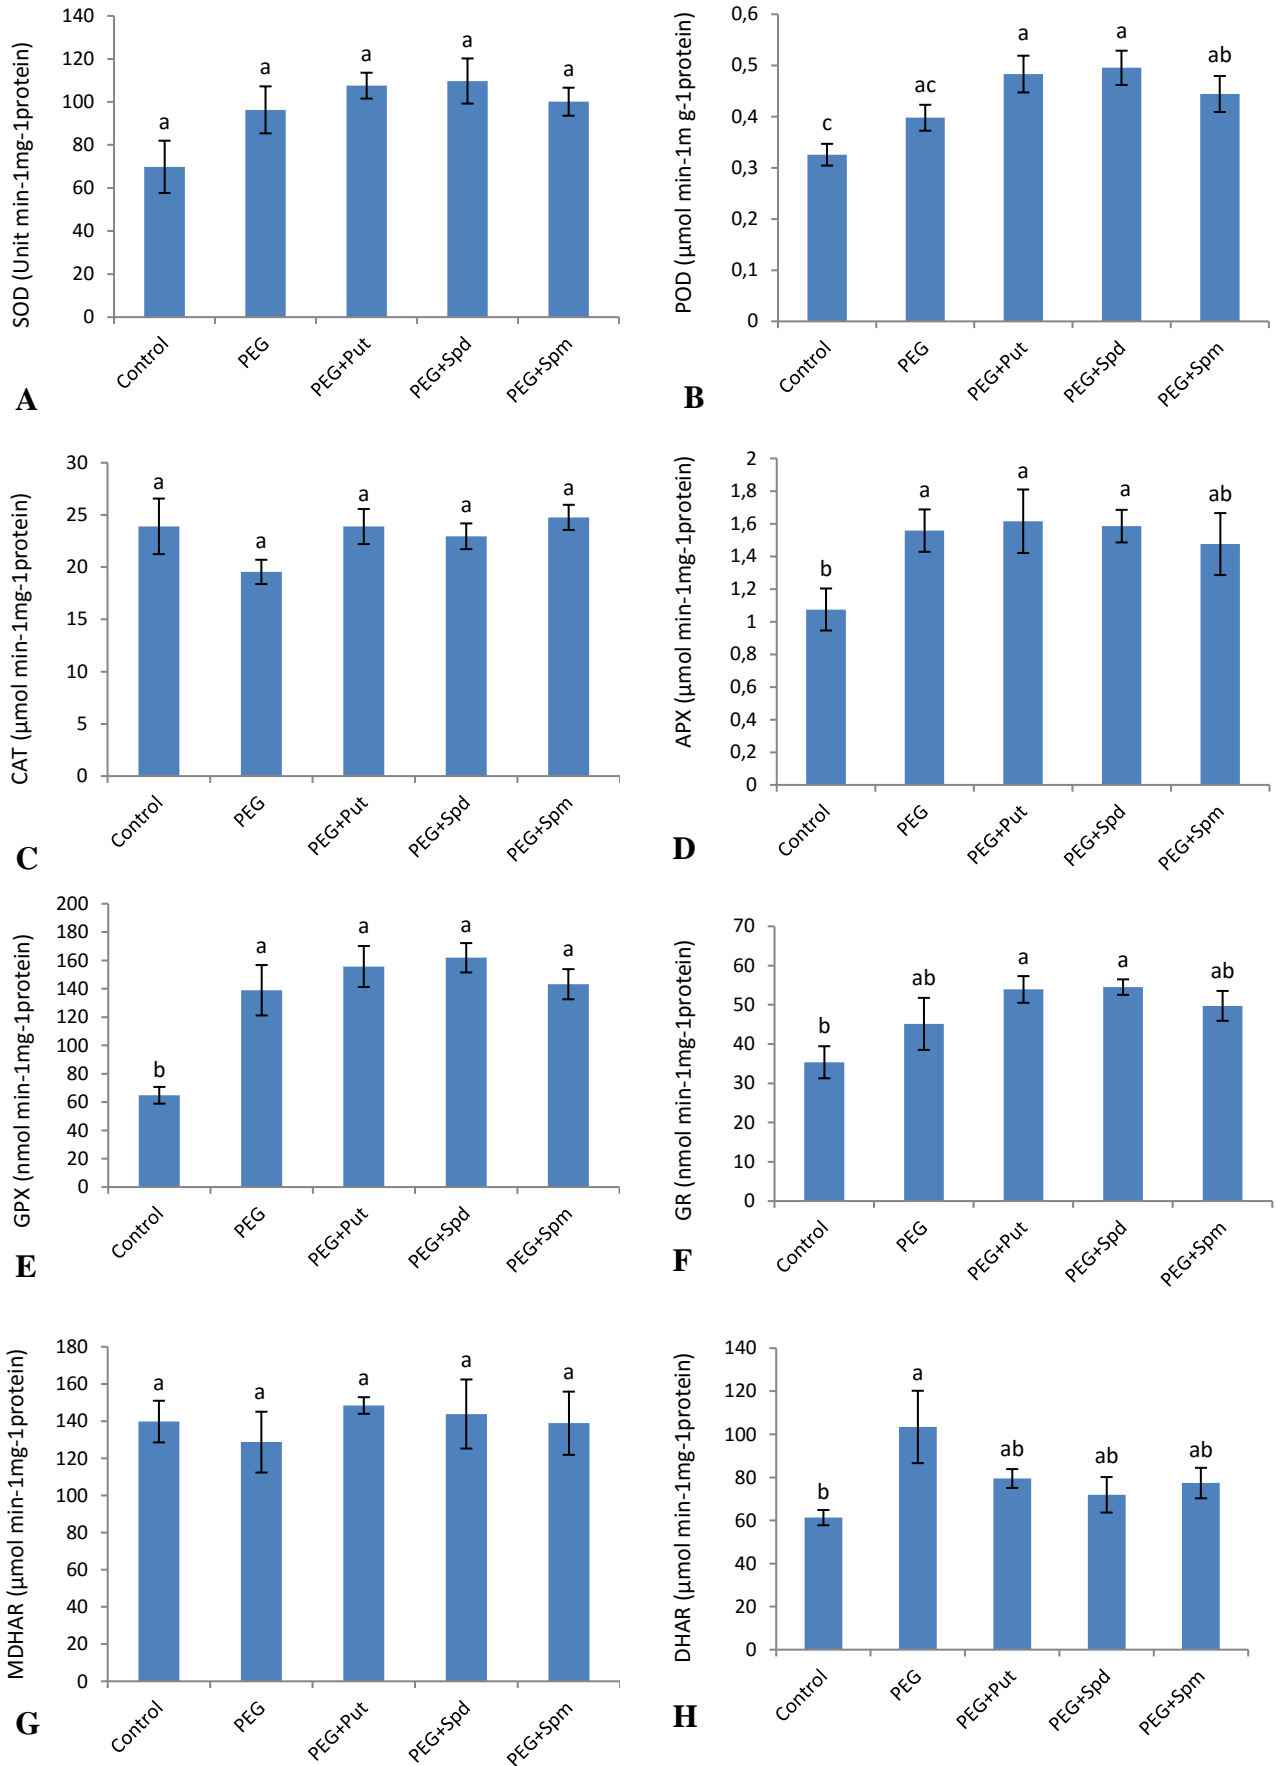 SOD (Unit min-1mg-1protein)
140
120
100
80
60
40
20
0
a
a
a
a
a
Control
PEG
PEG+Put
PEG+Spd
PEG+Spm
A
POD (µmol min-1m g-1protein)
0,6
0,5
0,4
0,3
0,2
0,1
0
c
ac
a
a
ab
Control
PEG
PEG+Put
PEG+Spd
PEG+Spm
B
CAT (µmol min-1mg-1protein)
30
25
20
15
10
5
0
a
a
a
a
a
Control
PEG
PEG+Put
PEG+Spd
PEG+Spm
C
APX (µmol min-1mg-1protein)
2
1,8
1,6
1,4
1,2
1
0,8
0,6
0,4
0,2
0
b
a
a
a
ab
Control
PEG
PEG+Put
PEG+Spd
PEG+Spm
D
GPX (nmol min-1mg-1protein)
200
180
160
140
120
100
80
60
40
20
0
b
a
a
a
a
Control
PEG
PEG+Put
PEG+Spd
PEG+Spm
E
GR (nmol min-1mg-1protein)
70
60
50
40
30
20
10
0
b
ab
a
a
ab
Control
PEG
PEG+Put
PEG+Spd
PEG+Spm
F
MDHAR (µmol min-1mg-1protein)
180
160
140
120
100
80
60
40
20
0
a
a
a
a
a
Control
PEG
PEG+Put
PEG+Spd
PEG+Spm
G
DHAR (µmol min-1mg-1protein)
140
120
100
80
60
40
20
0
b
a
ab
ab
ab
Control
PEG
PEG+Put
PEG+Spd
PEG+Spm
H